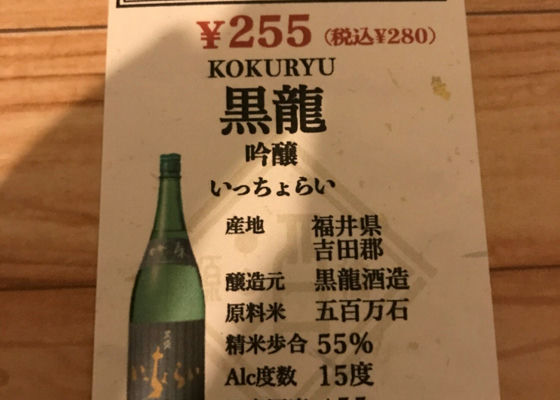 ¥255 (税込¥280)
KOKURYU
黒龍
吟醸
いっちょらい
産地 福井県
吉田郡
醸造元 黒龍酒造
原料米 五百万石
精米歩合 55%
Alc度数 15度